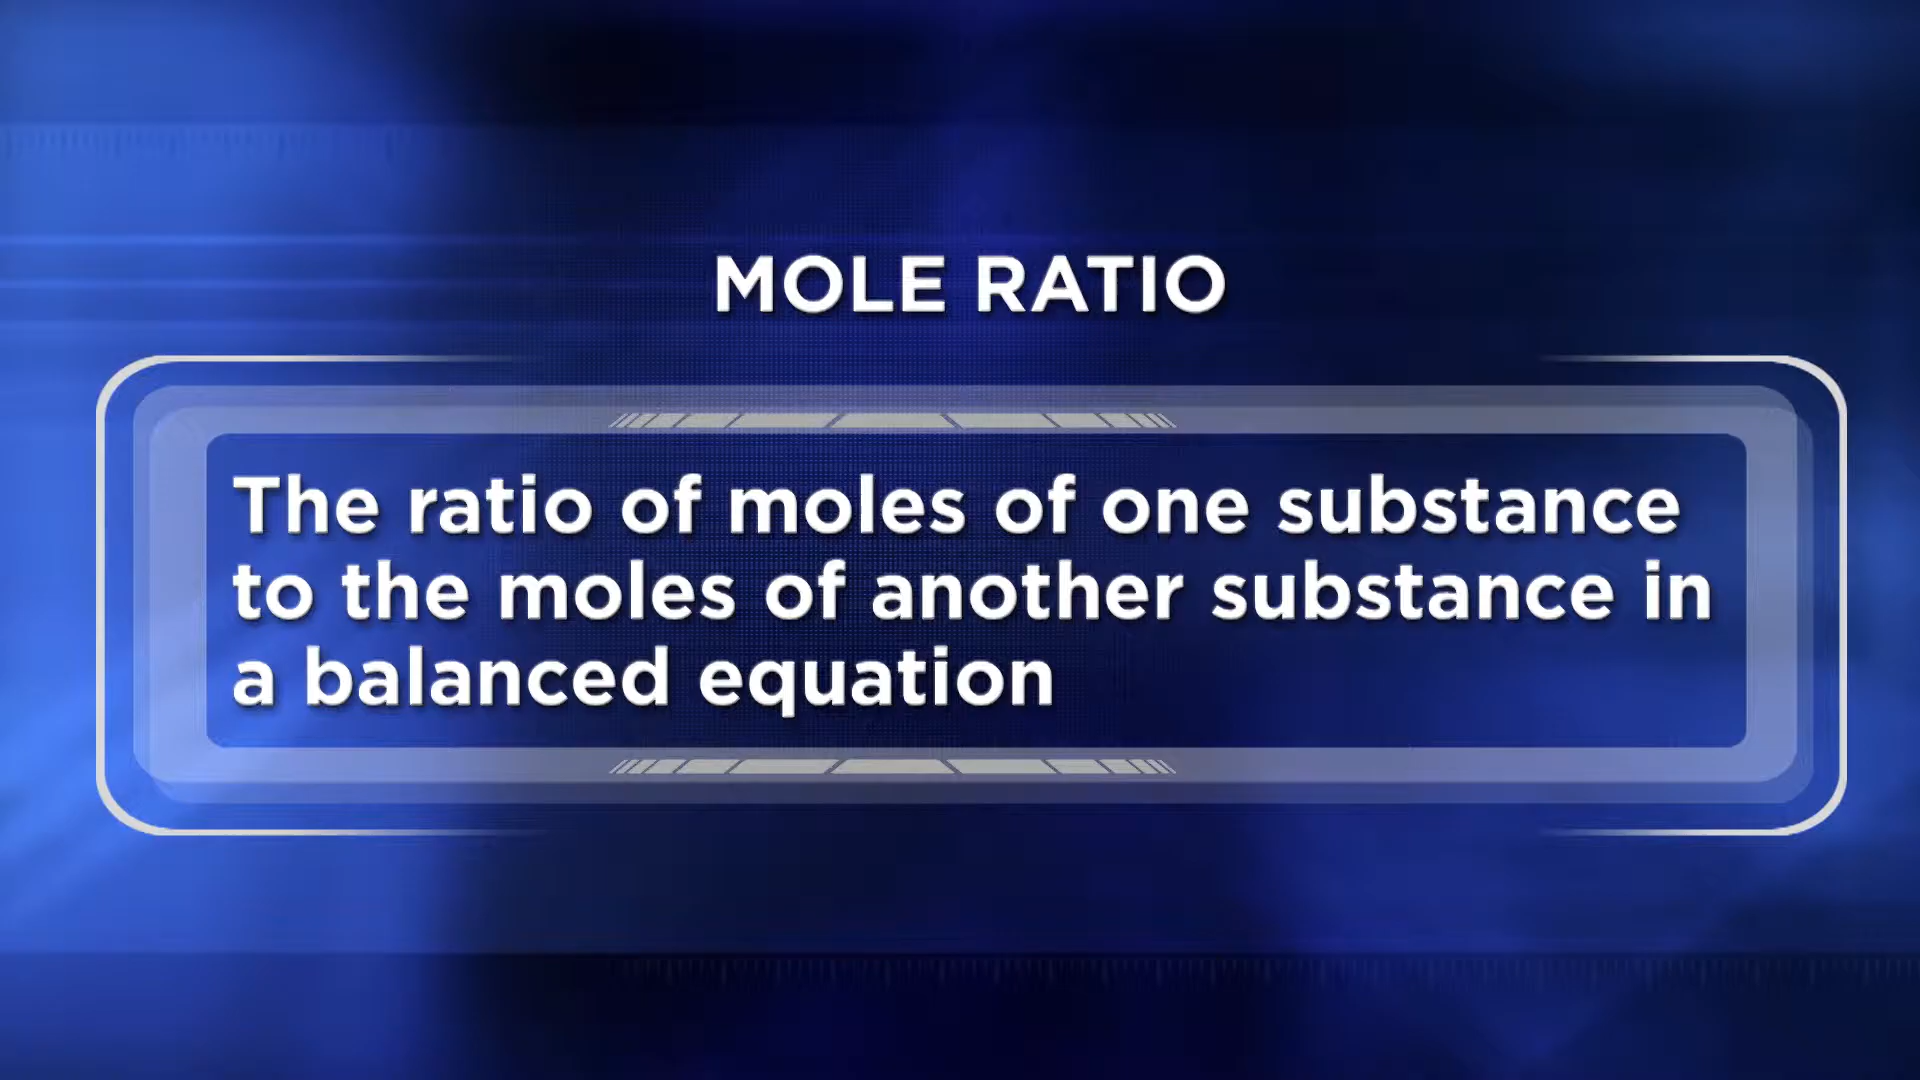 MOLE RATIO
The ratio of moles of one substance
to the moles of another substance in
a balanced equation